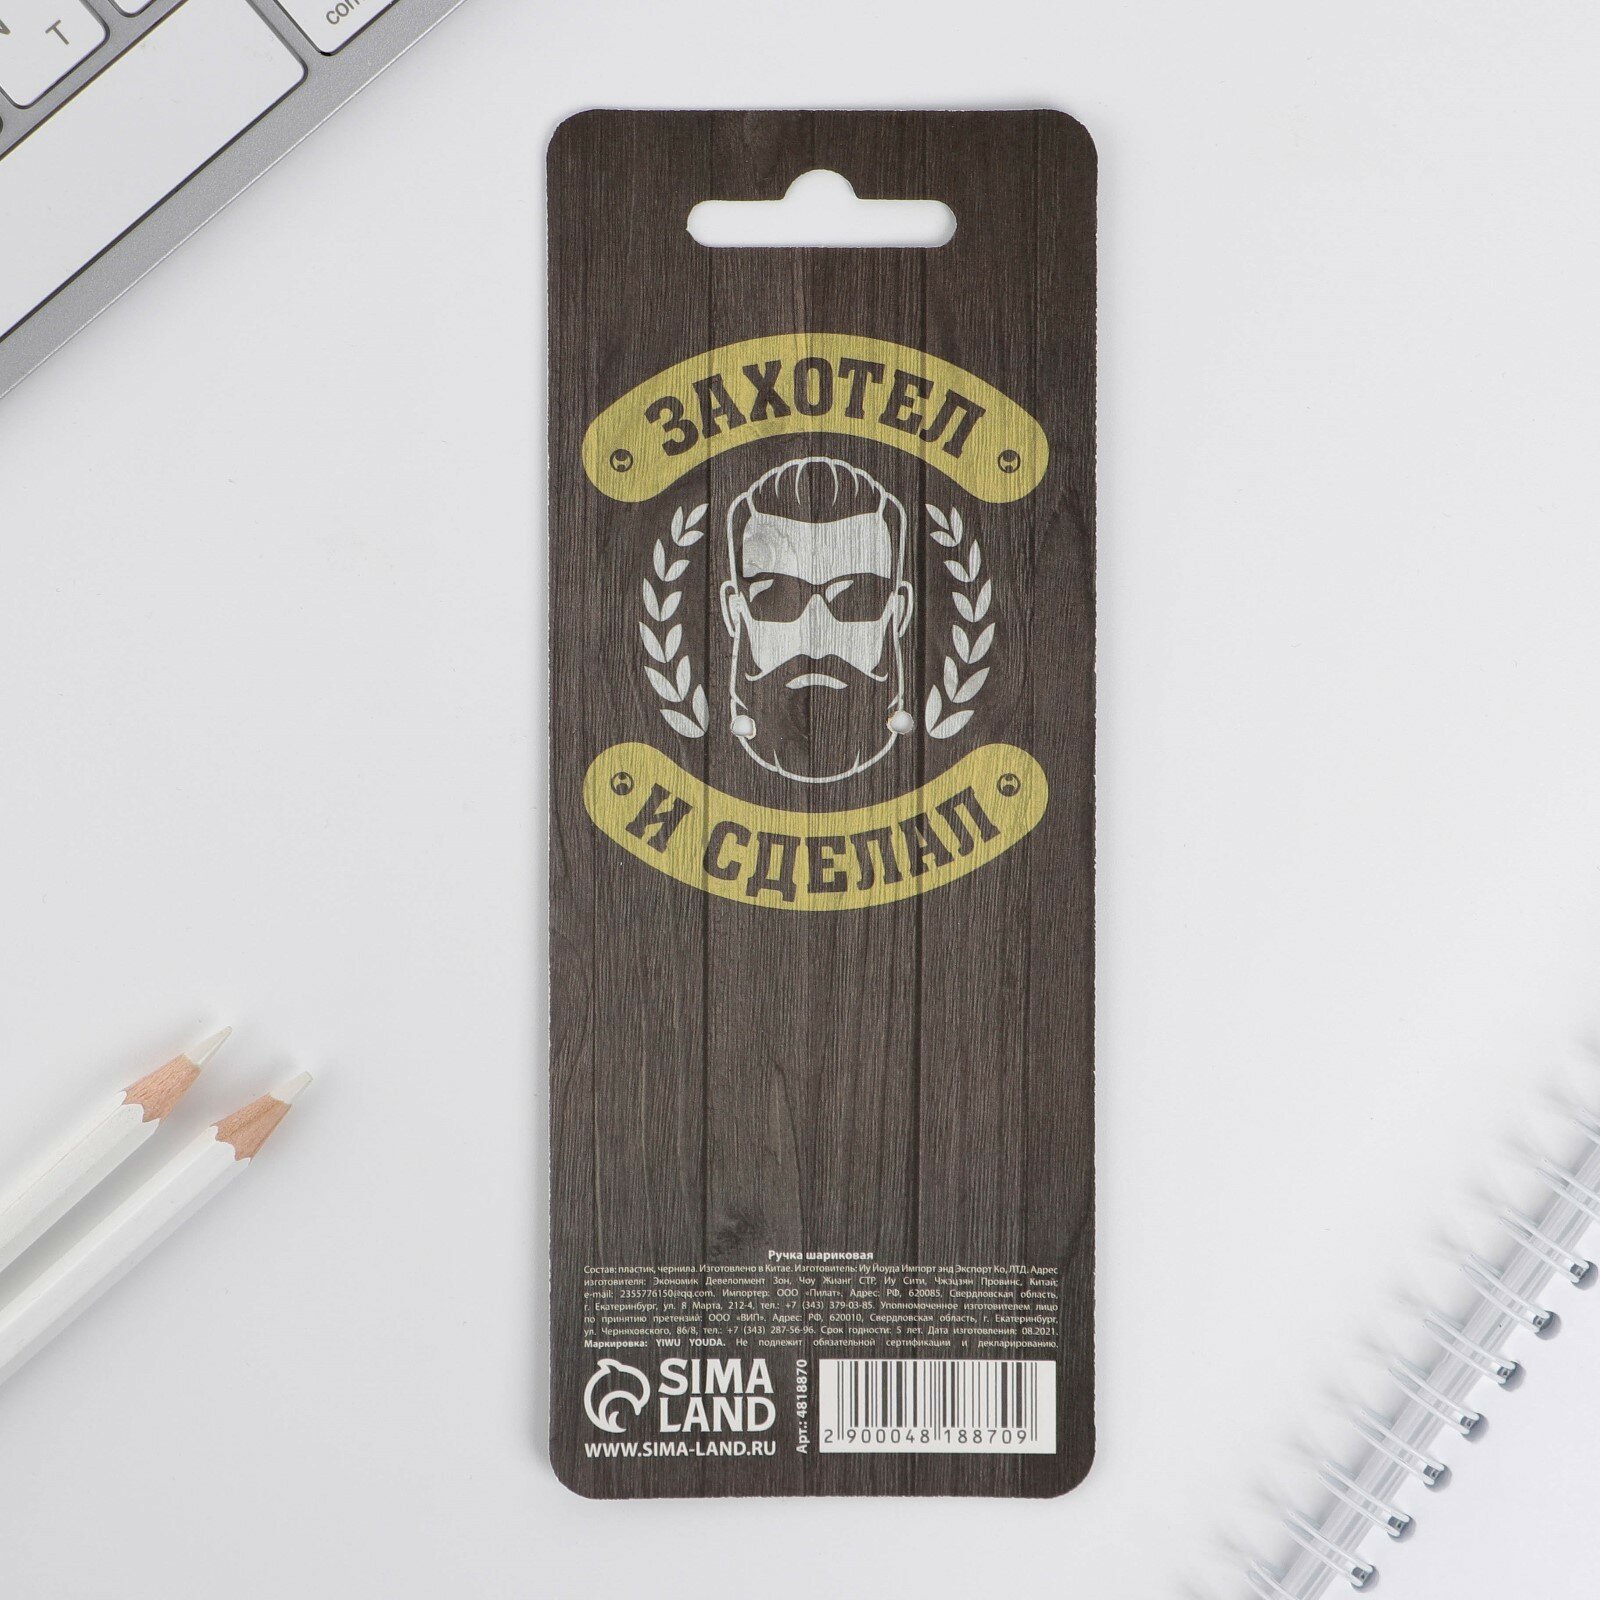 T
com
ЗАХОТЕЛ
И СДЕЛАЛ
Ручка шариковая
Состав: пластик, чернила. Изготовлено в Китае. Изготовитель: Иу Йоуда Импорт энд Экспорт Ко, ЛТД. Адрес
изготовителя: Экономик Девелопмент Зон, Чоу Жианг СТР, Иу Сити, Чжэцзян Провинс, Китай;
e-mail: 2355776150@qq.com. Импортер: ООО «Пилат», Адрес: РФ, 620085, Свердловская область,
г. Екатеринбург, ул. 8 Марта, 212-4, тел.: +7 (343) 379-03-85. Уполномоченное изготовителем лицо
по принятию претензий: ООО «ВИП». Адрес: РФ, 620010, Свердловская область, г. Екатеринбург,
ул. Черняховского, 86/8, тел.: +7 (343) 287-56-96. Срок годности: 5 лет. Дата изготовления: 08.2021.
Маркировка: YIWU YOUDA. Не подлежит обязательной сертификации и декларированию.
SIMA
LAND
WWW.SIMA-LAND.RU
Арт.: 4818870
2 900048 188709